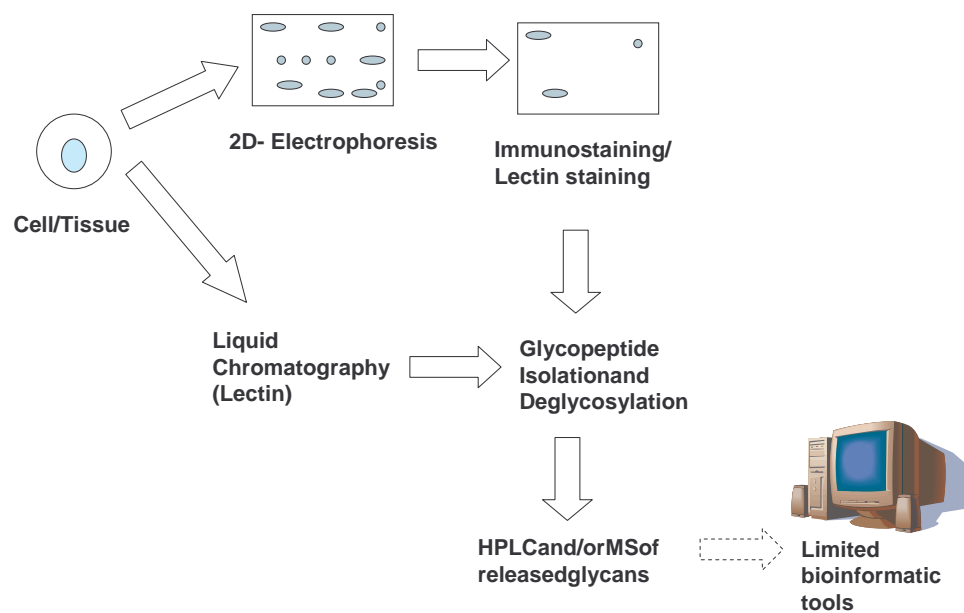 2D- Electrophoresis
Immunostaining/
Lectin staining
Cell/Tissue
Liquid
Chromatography
(Lectin)
Glycopeptide
Isolationand
Deglycosylation
HPLCand/orMSof
releasedglycans
Limited
bioinformatic
tools